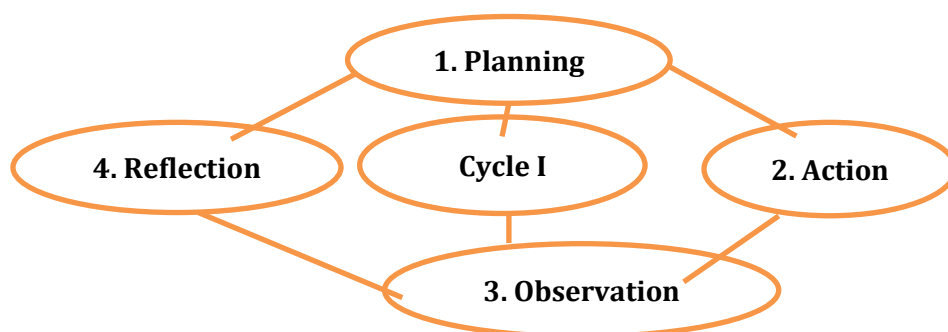 1. Planning
4. Reflection
Cycle I
2. Action
3. Observation